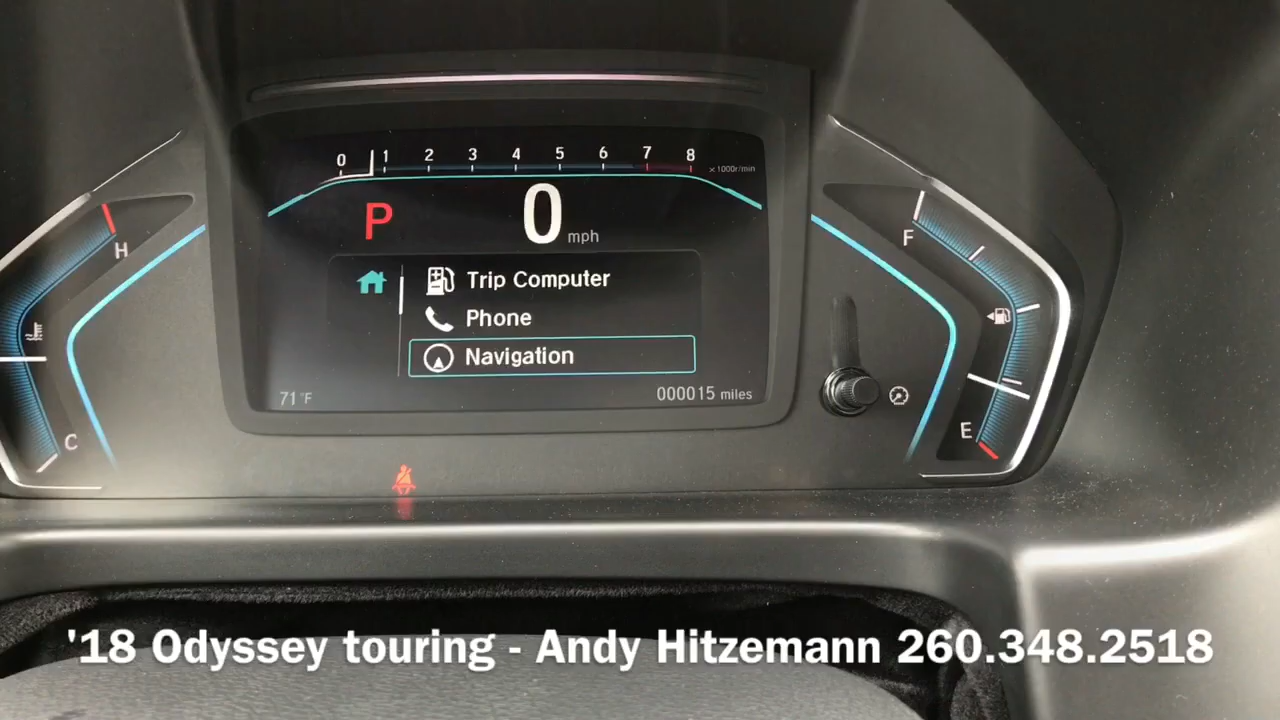 0 1 2 3 4 5 6 7 8 x1000r/min
P 0 mph
H
F
Trip Computer
Phone
Navigation
71°F 000015 miles
C
E
'18 Odyssey touring - Andy Hitzemann 260.348.2518